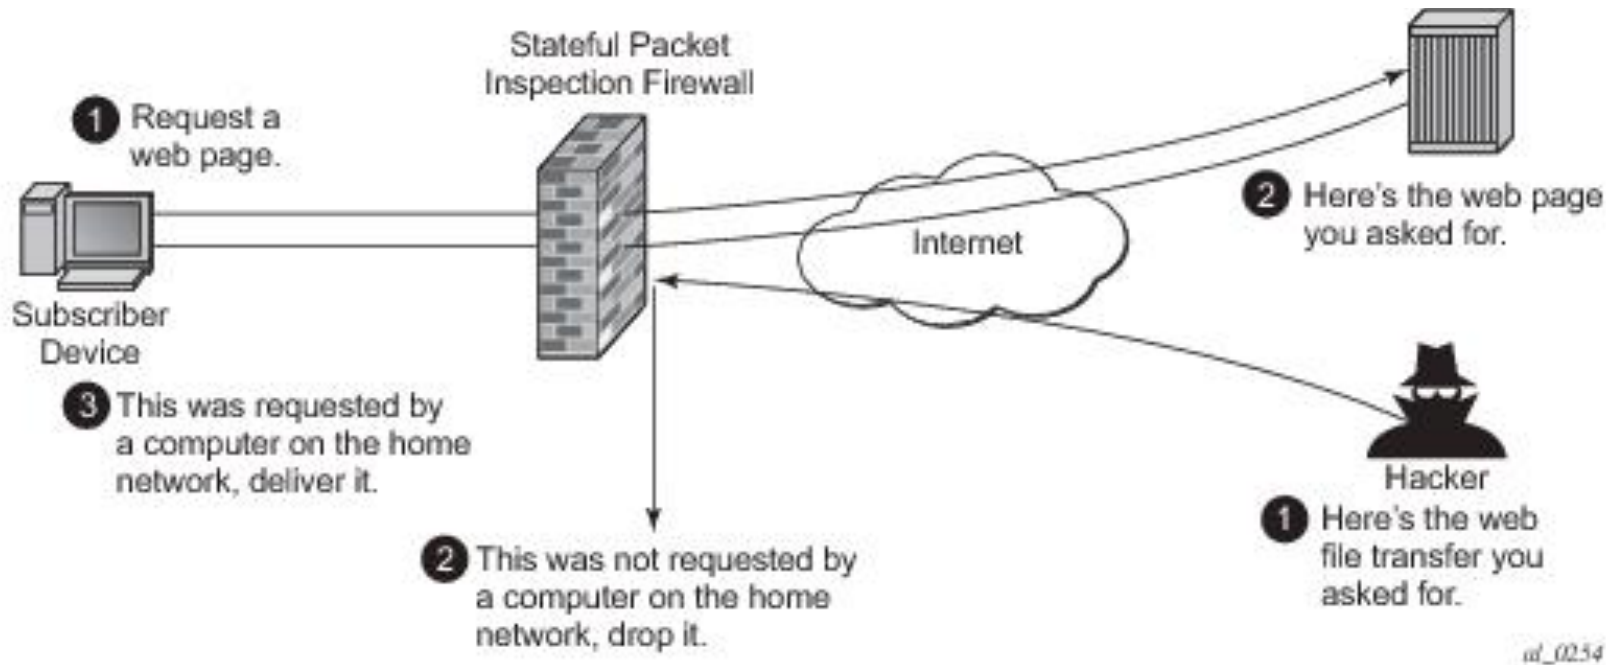 Stateful Packet
Inspection Firewall
1 Request a
web page.
Subscriber
Device
3 This was requested by
a computer on the home
network, deliver it.
Internet
2 Here's the web page
you asked for.
Hacker
1 Here's the web
file transfer you
asked for.
2 This was not requested by
a computer on the home
network, drop it.
al_0254